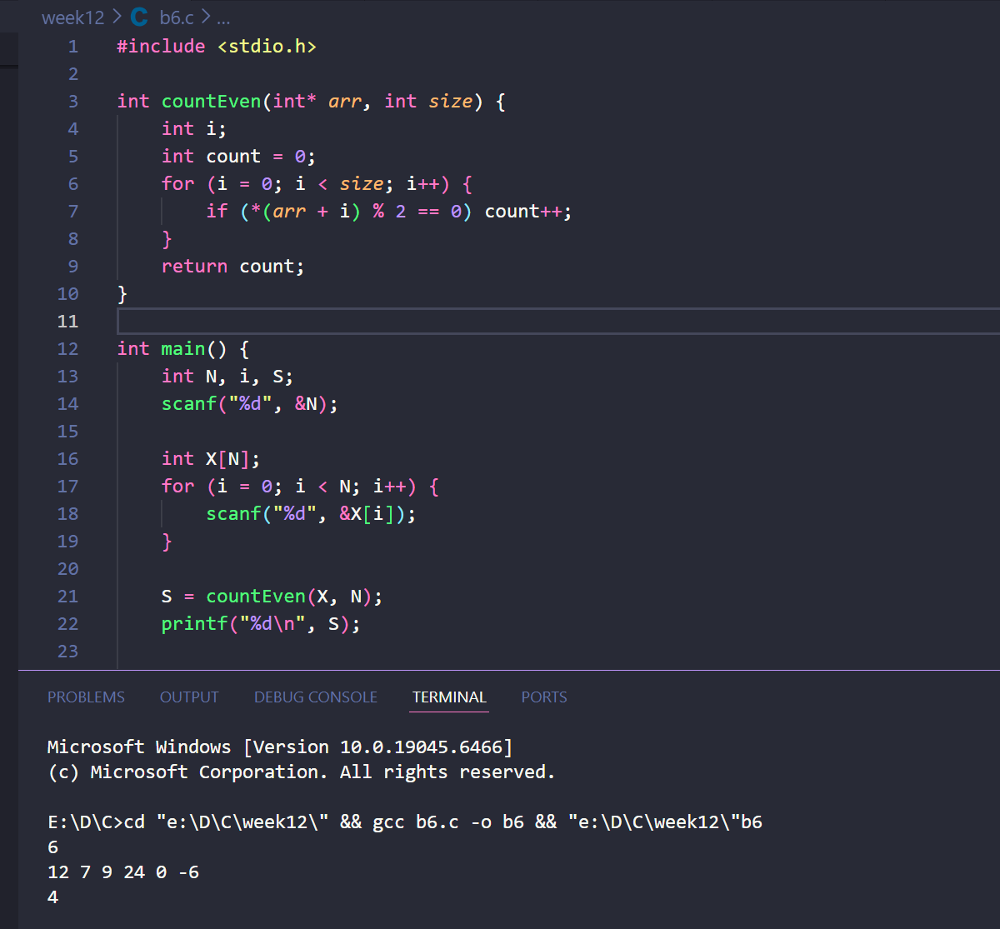 week12 > C b6.c > ...
1 #include <stdio.h>
2
3 int countEven(int* arr, int size) {
4     int i;
5     int count = 0;
6     for (i = 0; i < size; i++) {
7         if (*(arr + i) % 2 == 0) count++;
8     }
9     return count;
10 }
11
12 int main() {
13     int N, i, S;
14     scanf("%d", &N);
15
16     int X[N];
17     for (i = 0; i < N; i++) {
18         scanf("%d", &X[i]);
19     }
20
21     S = countEven(X, N);
22     printf("%d\n", S);
23
PROBLEMS OUTPUT DEBUG CONSOLE TERMINAL PORTS
Microsoft Windows [Version 10.0.19045.6466]
(c) Microsoft Corporation. All rights reserved.
E:\D\C>cd "e:\D\C\week12\" && gcc b6.c -o b6 && "e:\D\C\week12\"b6
6
12 7 9 24 0 -6
4